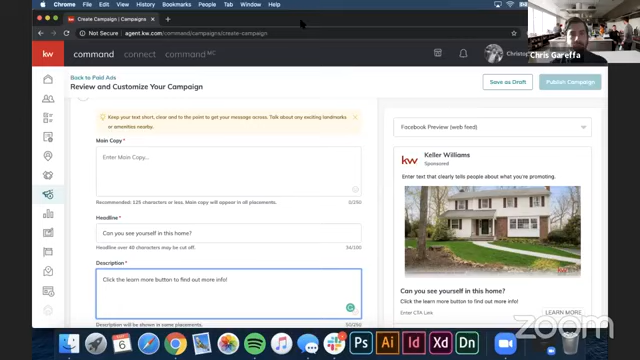 Chrome File Edit View History Bookmarks People Tab Window Help
Create Campaign | Campaigns
agent.kw.com/command/campaigns/create-campaign
Chris Gareffa
kw command connect command MC
Back to Paid Ads
Review and Customize Your Campaign
Save as Draft
Publish Campaign
Keep your text short, clear and to the point to get your message across. Talk about any exciting landmarks or amenities nearby.
Main Copy*
Enter Main Copy...
Recommended: 125 characters or less. Main copy will appear in all placements.
0/250
Headline*
Can you see yourself in this home?
Headline over 40 characters may be cut off.
34/100
Description*
Click the learn more button to find out more info!
Description will be shown in some placements.
50/250
Facebook Preview (web feed)
kw
Keller Williams
Sponsored
Enter text that clearly tells people about what you're promoting.
Can you see yourself in this home?
Click the learn more button to find out more info!
Enter CTA Link
LEARN MORE
zoom
6
Ps
Ai
Id
Xd
Dn